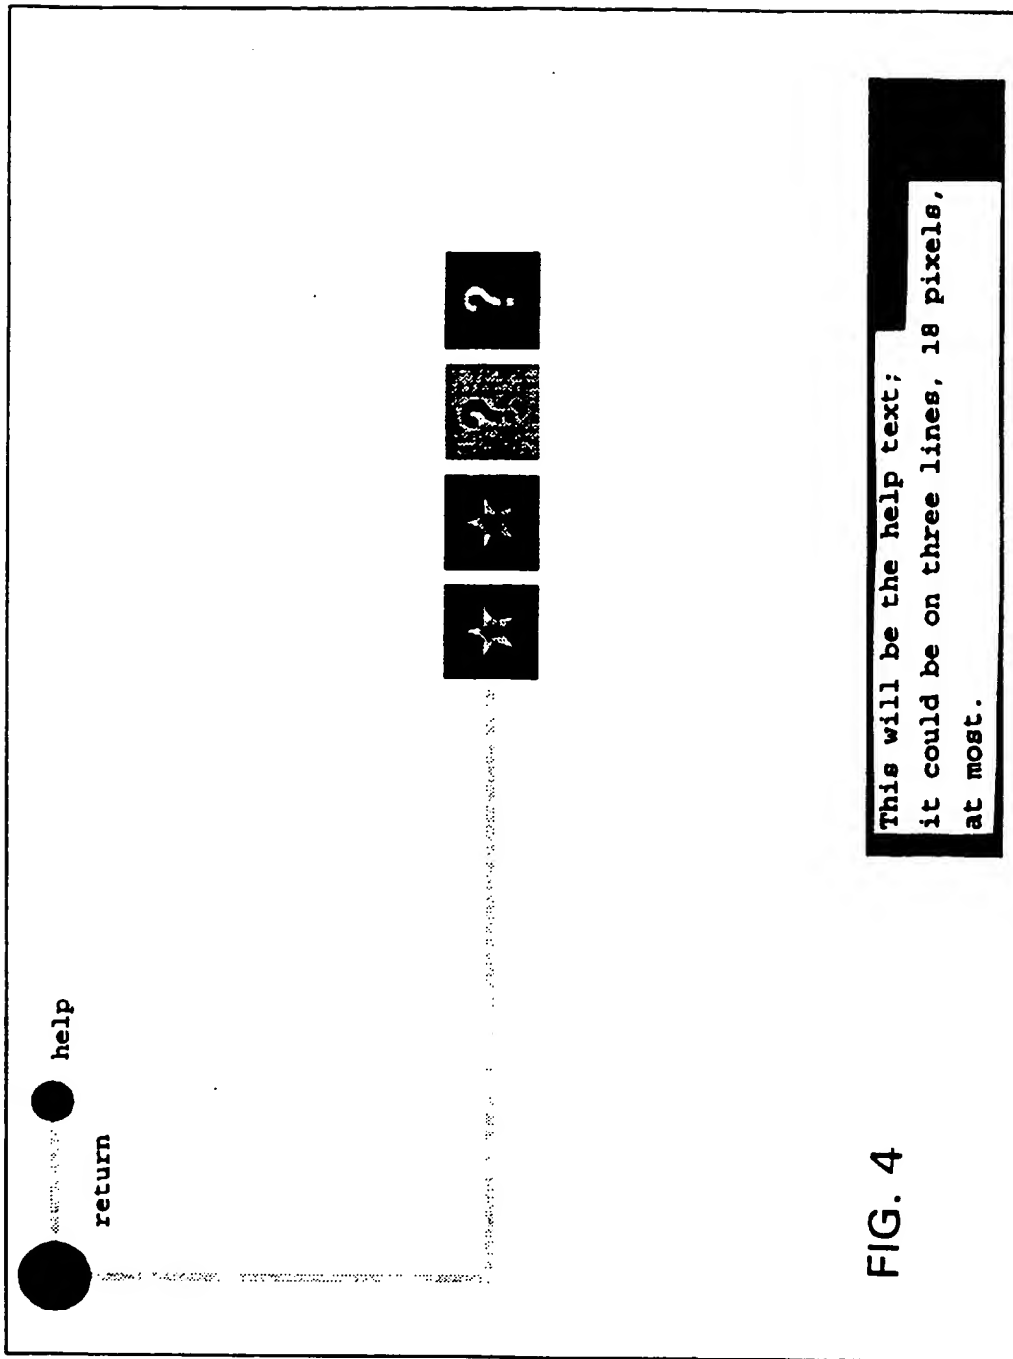 help
return
? ?
This will be the help text;
it could be on three lines, 18 pixels,
at most.
FIG. 4